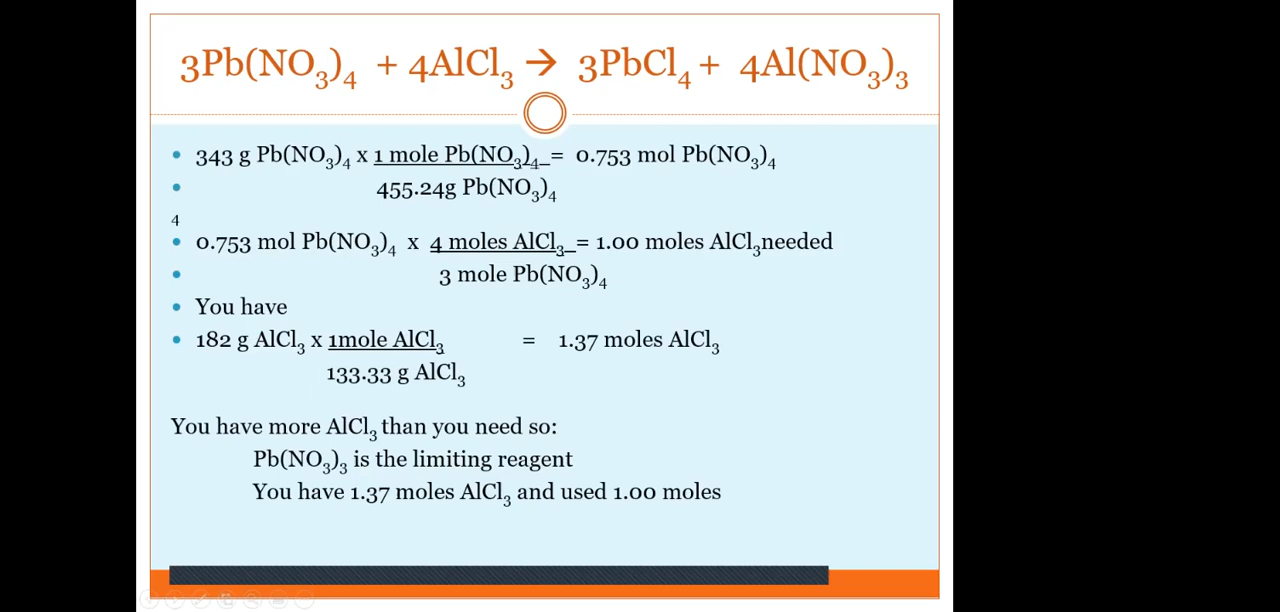 3Pb(NO₃)₄ + 4AlCl₃ → 3PbCl₄ + 4Al(NO₃)₃
• 343 g Pb(NO₃)₄ x 1 mole Pb(NO₃)₄ = 0.753 mol Pb(NO₃)₄
• 455.24g Pb(NO₃)₄
4
• 0.753 mol Pb(NO₃)₄ x 4 moles AlCl₃ = 1.00 moles AlCl₃needed
• 3 mole Pb(NO₃)₄
• You have
• 182 g AlCl₃ x 1mole AlCl₃ = 1.37 moles AlCl₃
133.33 g AlCl₃
You have more AlCl₃ than you need so:
Pb(NO₃)₃ is the limiting reagent
You have 1.37 moles AlCl₃ and used 1.00 moles